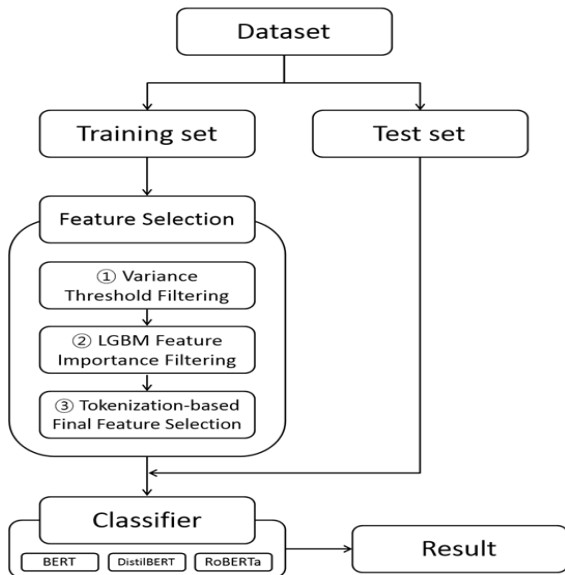 Dataset
Training set
Test set
Feature Selection
① Variance
Threshold Filtering
② LGBM Feature
Importance Filtering
③ Tokenization-based
Final Feature Selection
Classifier
BERT
DistilBERT
RoBERTa
Result